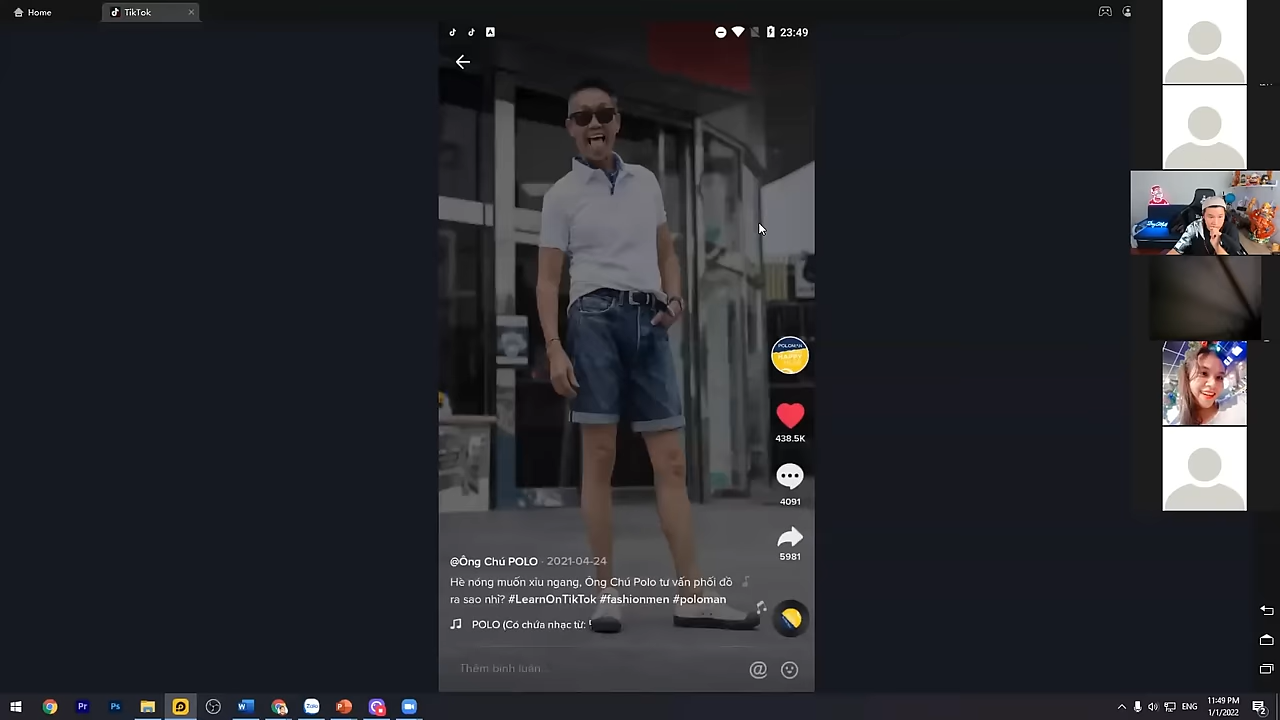 Home
TikTok
23:49
POLOMAN
HAPPY
438.5K
4091
5981
@Ông Chú POLO · 2021-04-24
Hè nóng muốn xỉu ngang, Ông Chú Polo tư vấn phối đồ
ra sao nhỉ? #LearnOnTikTok #fashionmen #poloman
POLO (Có chứa nhạc từ:
Thêm bình luận...
ENG
11:49 PM
1/1/2022